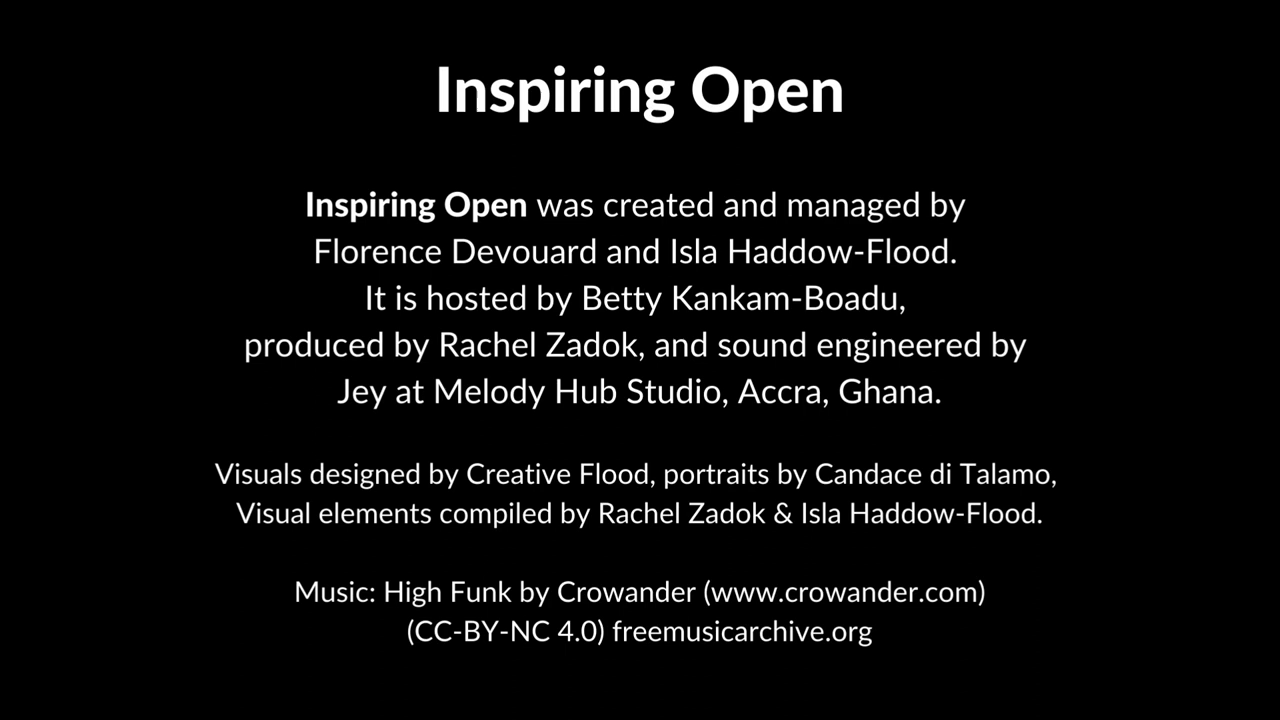 Inspiring Open
Inspiring Open was created and managed by
Florence Devouard and Isla Haddow-Flood.
It is hosted by Betty Kankam-Boadu,
produced by Rachel Zadok, and sound engineered by
Jey at Melody Hub Studio, Accra, Ghana.
Visuals designed by Creative Flood, portraits by Candace di Talamo,
Visual elements compiled by Rachel Zadok & Isla Haddow-Flood.
Music: High Funk by Crowander (www.crowander.com)
(CC-BY-NC 4.0) freemusicarchive.org